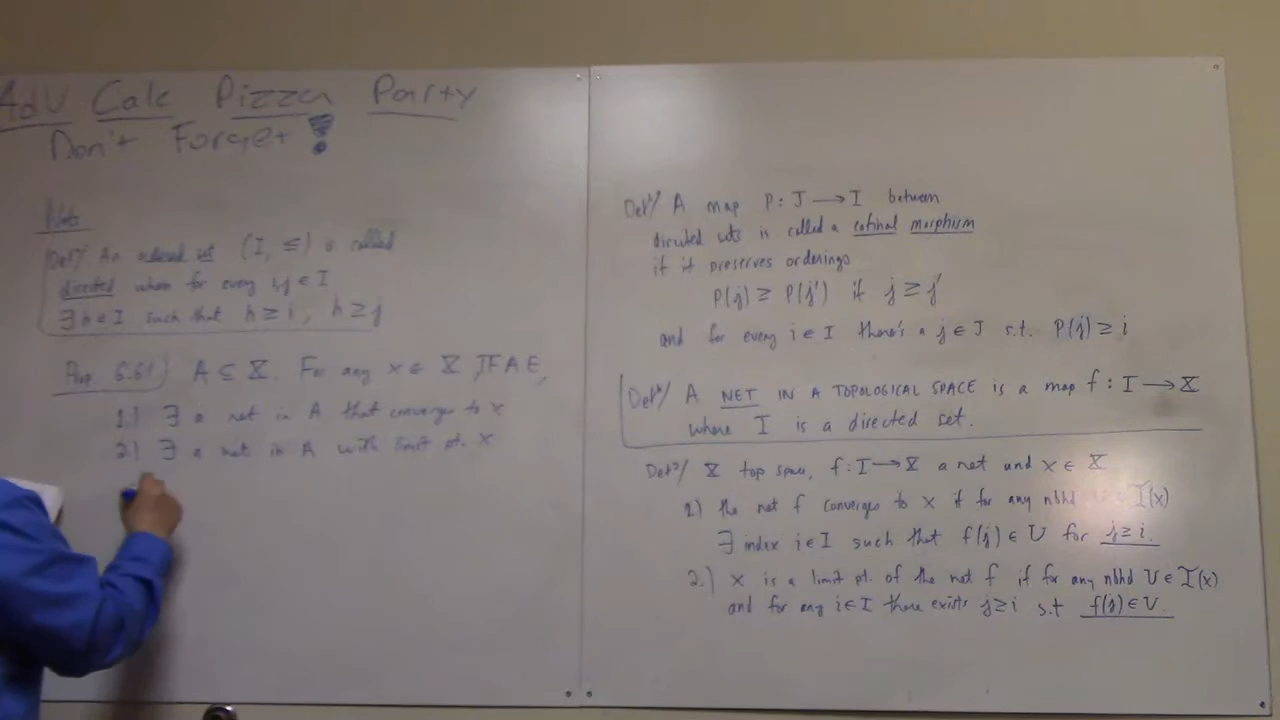 Adv Calc Pizza Party
Don't Forget!
Nets
Defⁿ/ An ordered set (I, ≤) is called
directed when for every i,j ∈ I
∃ h ∈ I such that h ≥ i, h ≥ j
Prop. 6.61 A ⊆ X. For any x ∈ X, TFAE,
1.) ∃ a net in A that converges to x
2.) ∃ a net in A with limit pt. x
Defⁿ/ A map P: J → I between
directed sets is called a cofinal morphism
if it preserves orderings
P(j) ≥ P(j') if j ≥ j'
and for every i ∈ I there's a j ∈ J s.t. P(j) ≥ i
Defⁿ/ A NET IN A TOPOLOGICAL SPACE is a map f: I → X
where I is a directed set.
Defⁿ/ X top space, f: I → X a net and x ∈ X
1.) the net f converges to x if for any nbhd I(x)
∃ index i ∈ I such that f(j) ∈ U for j ≥ i.
2.) x is a limit pt. of the net f if for any nbhd U ∈ I(x)
and for any i ∈ I there exists j ≥ i s.t f(j) ∈ U.